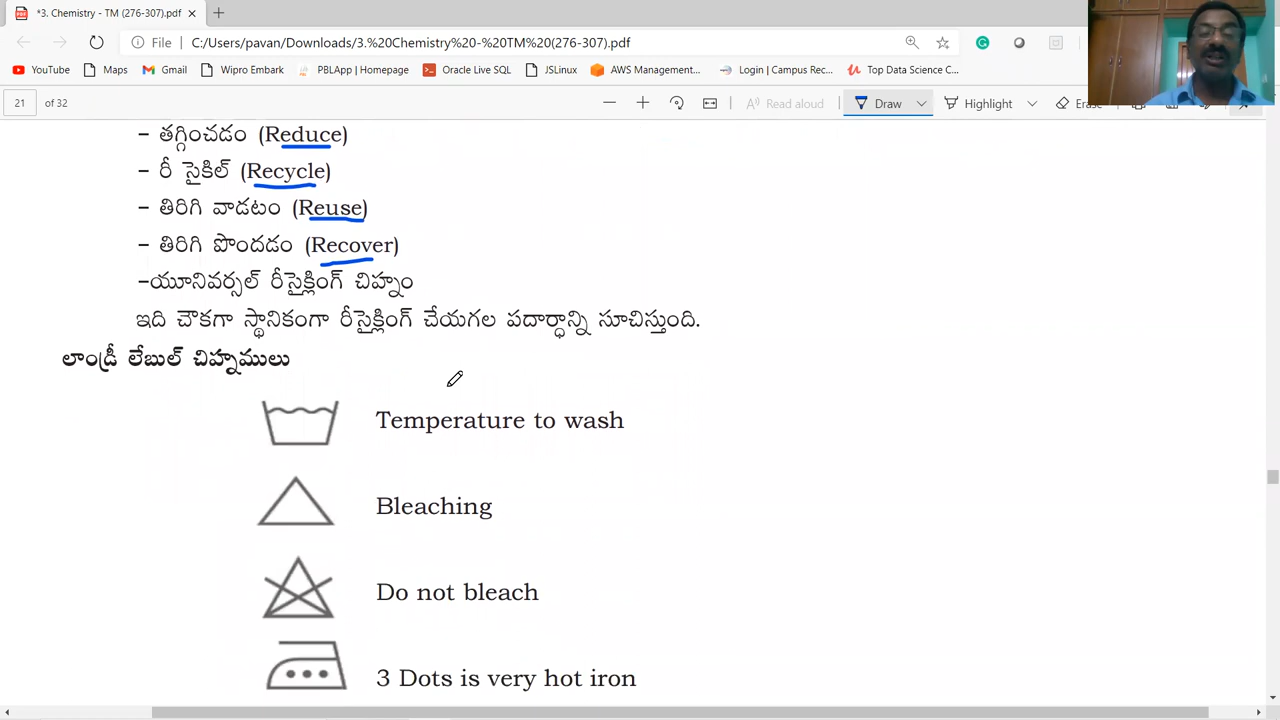 *3. Chemistry - TM (276-307).pdf
File C:/Users/pavan/Downloads/3.%20Chemistry%20-%20TM%20(276-307).pdf
YouTube Maps Gmail Wipro Embark PBLApp | Homepage Oracle Live SQL JSLinux AWS Management... Login | Campus Rec... Top Data Science C...
21 of 32 Read aloud Draw Highlight
– తగ్గించడం (Reduce)
– రీ సైకిల్ (Recycle)
– తిరిగి వాడటం (Reuse)
– తిరిగి పొందడం (Recover)
–యూనివర్సల్ రీసైక్లింగ్ చిహ్నం
ఇది చౌకగా స్థానికంగా రీసైక్లింగ్ చేయగల పదార్ధాన్ని సూచిస్తుంది.
లాండ్రీ లేబుల్ చిహ్నములు
Temperature to wash
Bleaching
Do not bleach
3 Dots is very hot iron